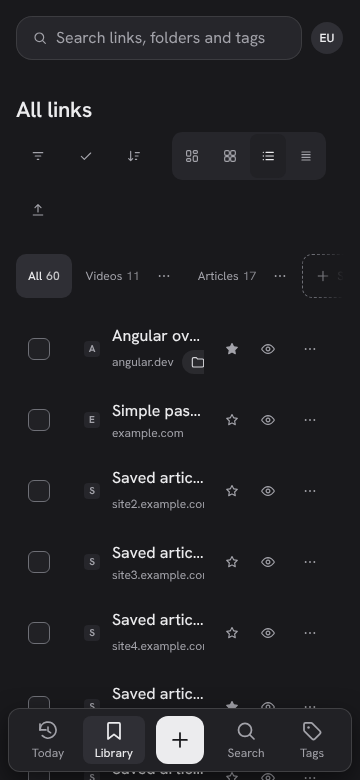 Search links, folders and tags
EU
All links
All 60
Videos 11
Articles 17
A
Angular ov...
angular.dev
E
Simple pas...
example.com
S
Saved artic...
site2.example.co
S
Saved artic...
site3.example.co
S
Saved artic...
site4.example.co
S
Saved artic...
Today
Library
Search
Tags